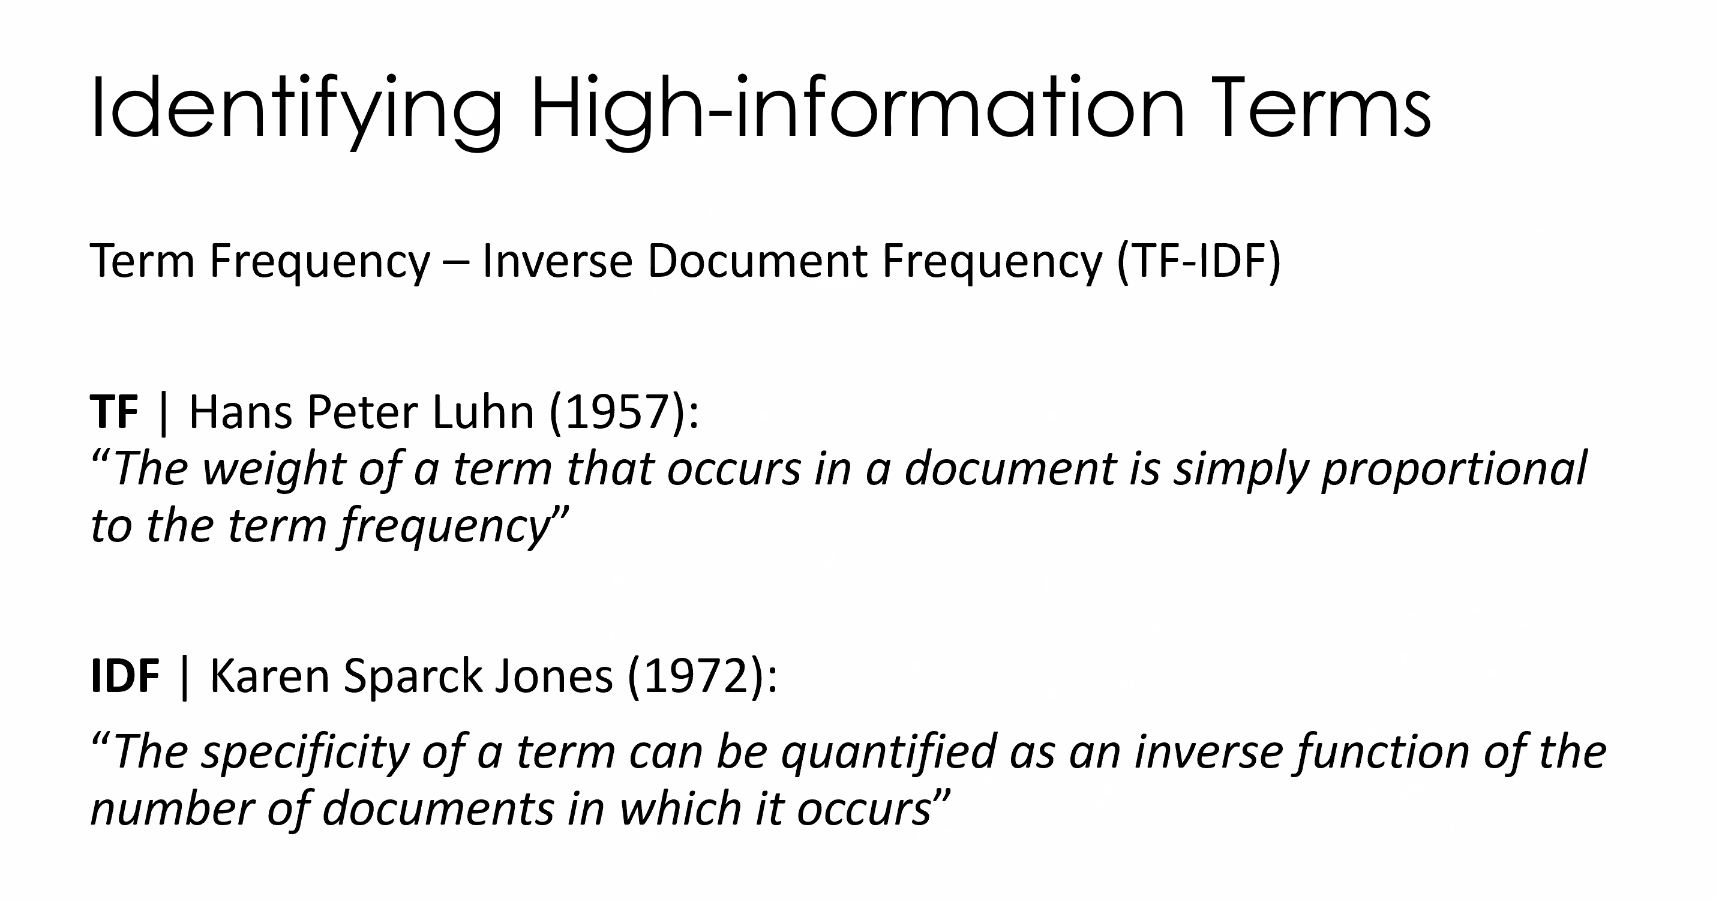 Identifying High-information Terms
Term Frequency – Inverse Document Frequency (TF-IDF)
TF | Hans Peter Luhn (1957):
“The weight of a term that occurs in a document is simply proportional
to the term frequency”
IDF | Karen Sparck Jones (1972):
“The specificity of a term can be quantified as an inverse function of the
number of documents in which it occurs”